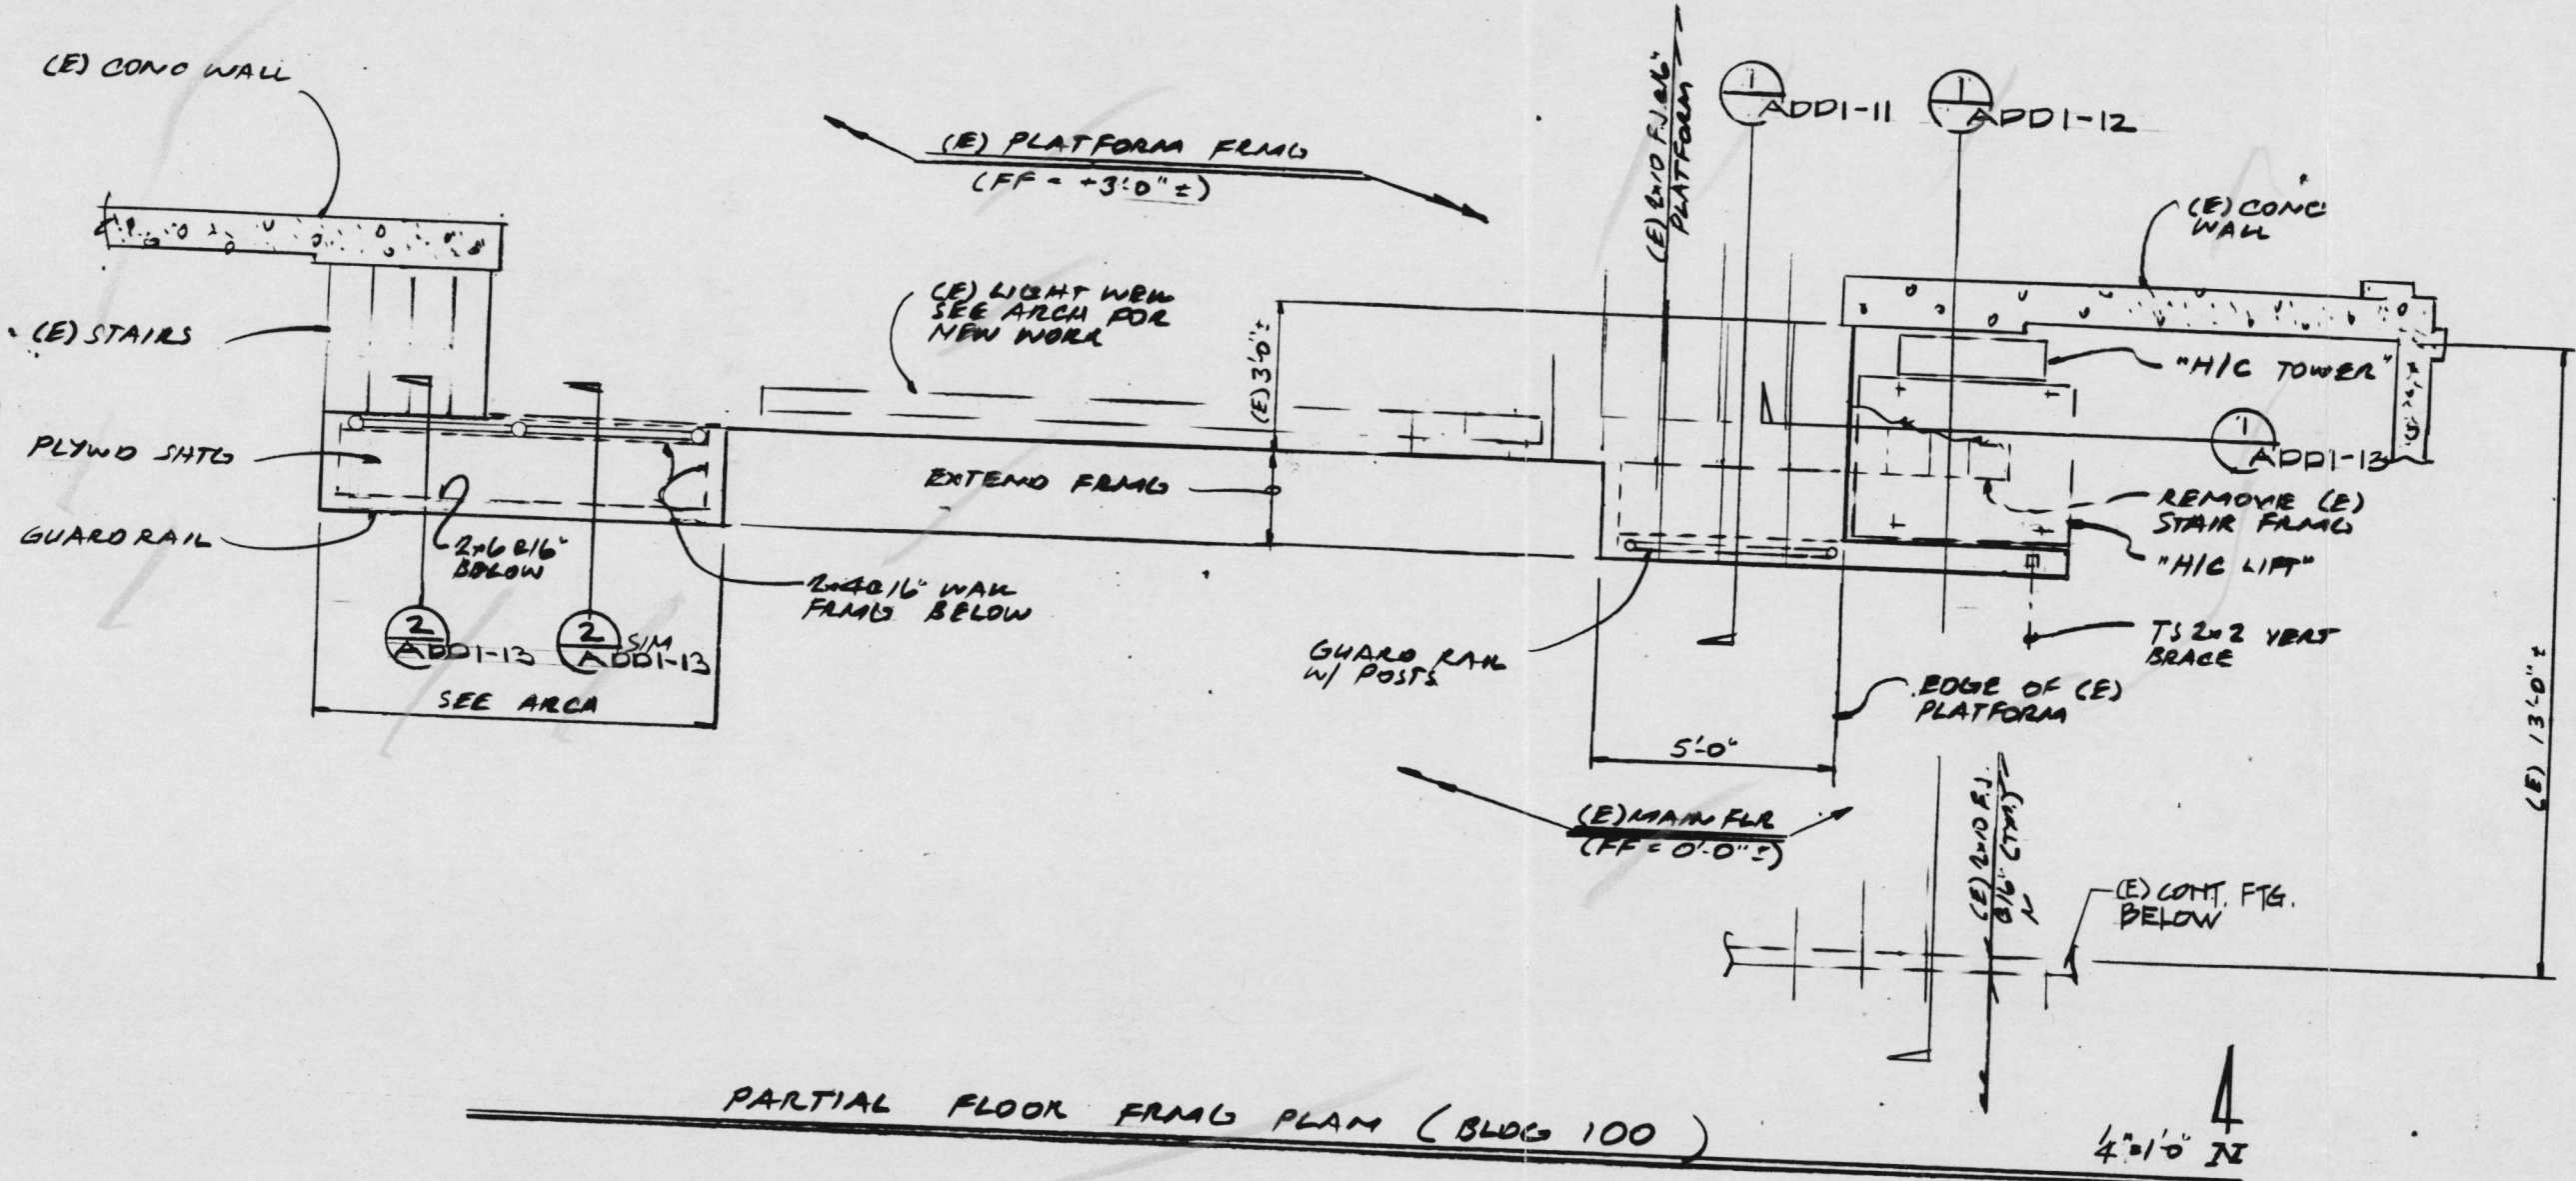 (E) CONC WALL
(E) PLATFORM FRMG
(FF = +3'-0" ±)
(E) 2x10 F.J. @16"
PLATFORM
1
ADD1-11
1
ADD1-12
(E) CONC
WALL
(E) STAIRS
(E) LIGHT WELL
SEE ARCH FOR
NEW WORK
(E) 3'-0" ±
"H/C TOWER"
1
ADD1-13
PLYWD SHTG
EXTEND FRMG
REMOVE (E)
STAIR FRMG
GUARD RAIL
2x6 @16"
BELOW
2x4 @16" WALL
FRMG BELOW
"H/C LIFT"
2
ADD1-13
2
SIM
ADD1-13
GUARD RAIL
W/ POSTS
TS 2x2 VERT
BRACE
SEE ARCH
EDGE OF (E)
PLATFORM
5'-0"
(E) 13'-0" ±
(E) MAIN FLR
(FF = 0'-0" ±)
(E) 2x10 F.J.
@16" (TYP)
N
(E) CONT. FTG.
BELOW
PARTIAL FLOOR FRMG PLAN (BLDG 100)
1/4"=1'-0" N